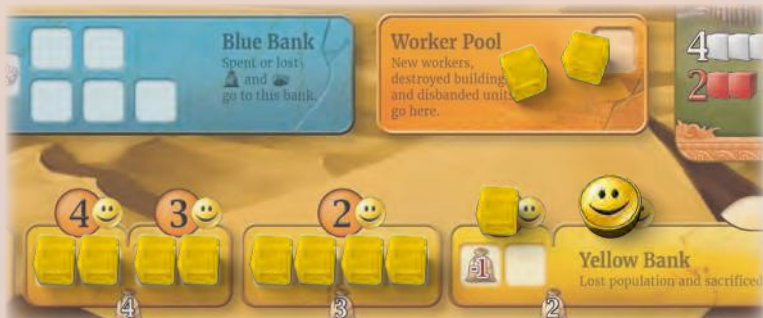 Blue Bank
Spent or lost
and
go to this bank.
Worker Pool
New workers,
destroyed building
and disbanded units
go here.
4
2
4
3
2
-1
Yellow Bank
Lost population and sacrificed
4
3
2